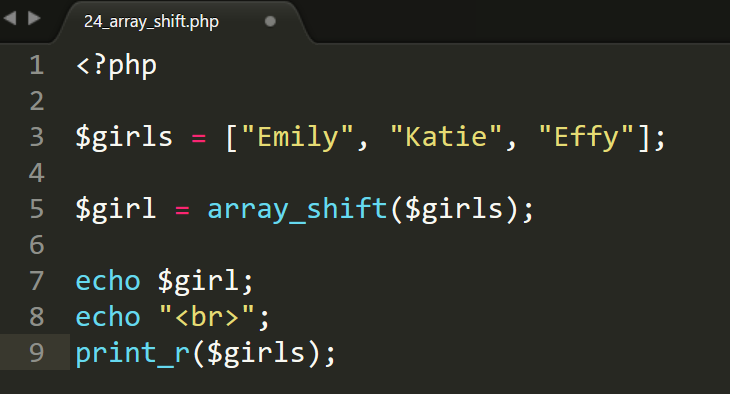 24_array_shift.php
1 <?php
2
3 $girls = ["Emily", "Katie", "Effy"];
4
5 $girl = array_shift($girls);
6
7 echo $girl;
8 echo "<br>";
9 print_r($girls);